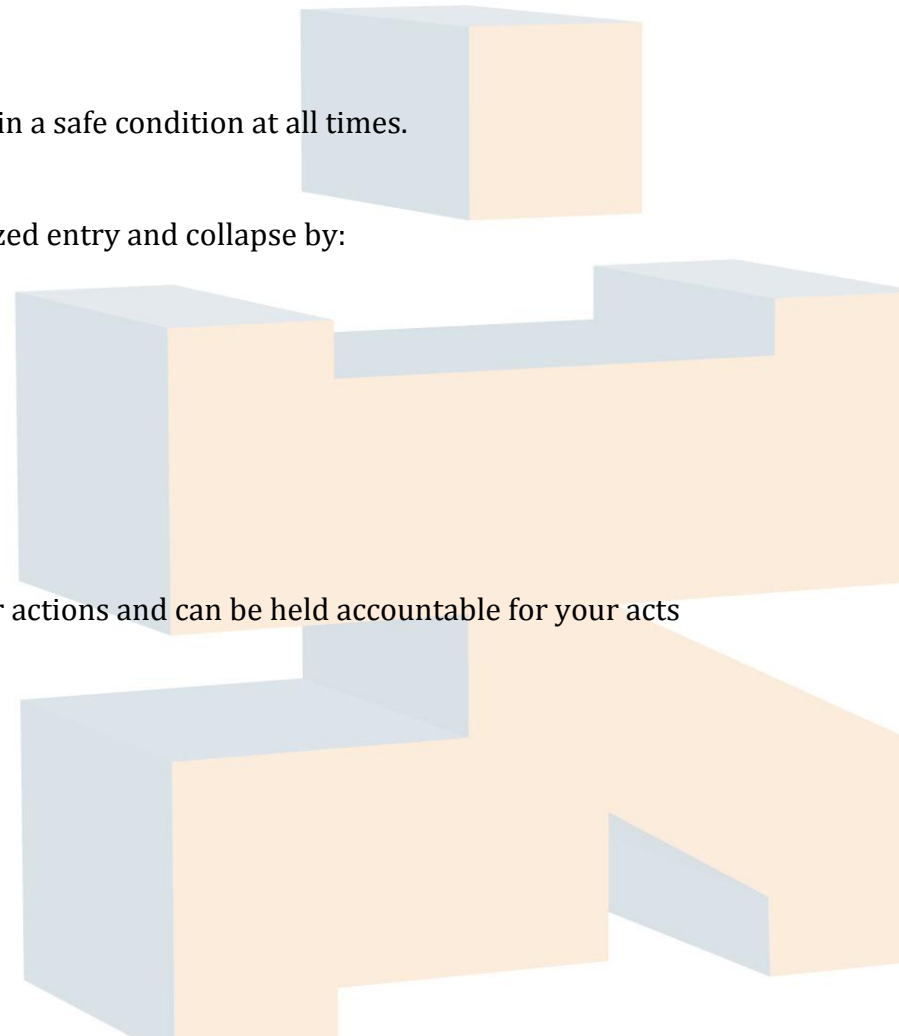 in a safe condition at all times.
zed entry and collapse by:
r actions and can be held accountable for your acts